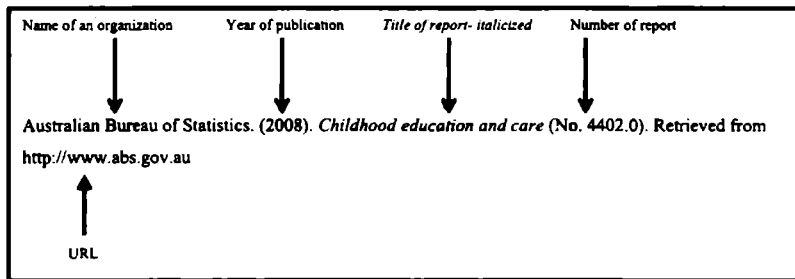 Name of an organization Year of publication Title of report- italicized Number of report
Australian Bureau of Statistics. (2008). Childhood education and care (No. 4402.0). Retrieved from
http://www.abs.gov.au
URL